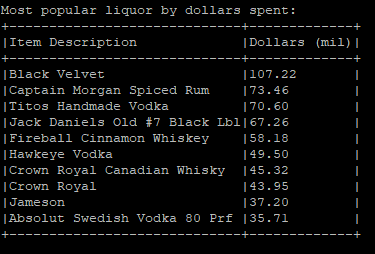 Most popular liquor by dollars spent:
+-----------------------------+-------------+
|Item Description             |Dollars (mil)|
+-----------------------------+-------------+
|Black Velvet                 |107.22       |
|Captain Morgan Spiced Rum    |73.46        |
|Titos Handmade Vodka         |70.60        |
|Jack Daniels Old #7 Black Lbl|67.26        |
|Fireball Cinnamon Whiskey    |58.18        |
|Hawkeye Vodka                |49.50        |
|Crown Royal Canadian Whisky  |45.32        |
|Crown Royal                  |43.95        |
|Jameson                      |37.20        |
|Absolut Swedish Vodka 80 Prf |35.71        |
+-----------------------------+-------------+